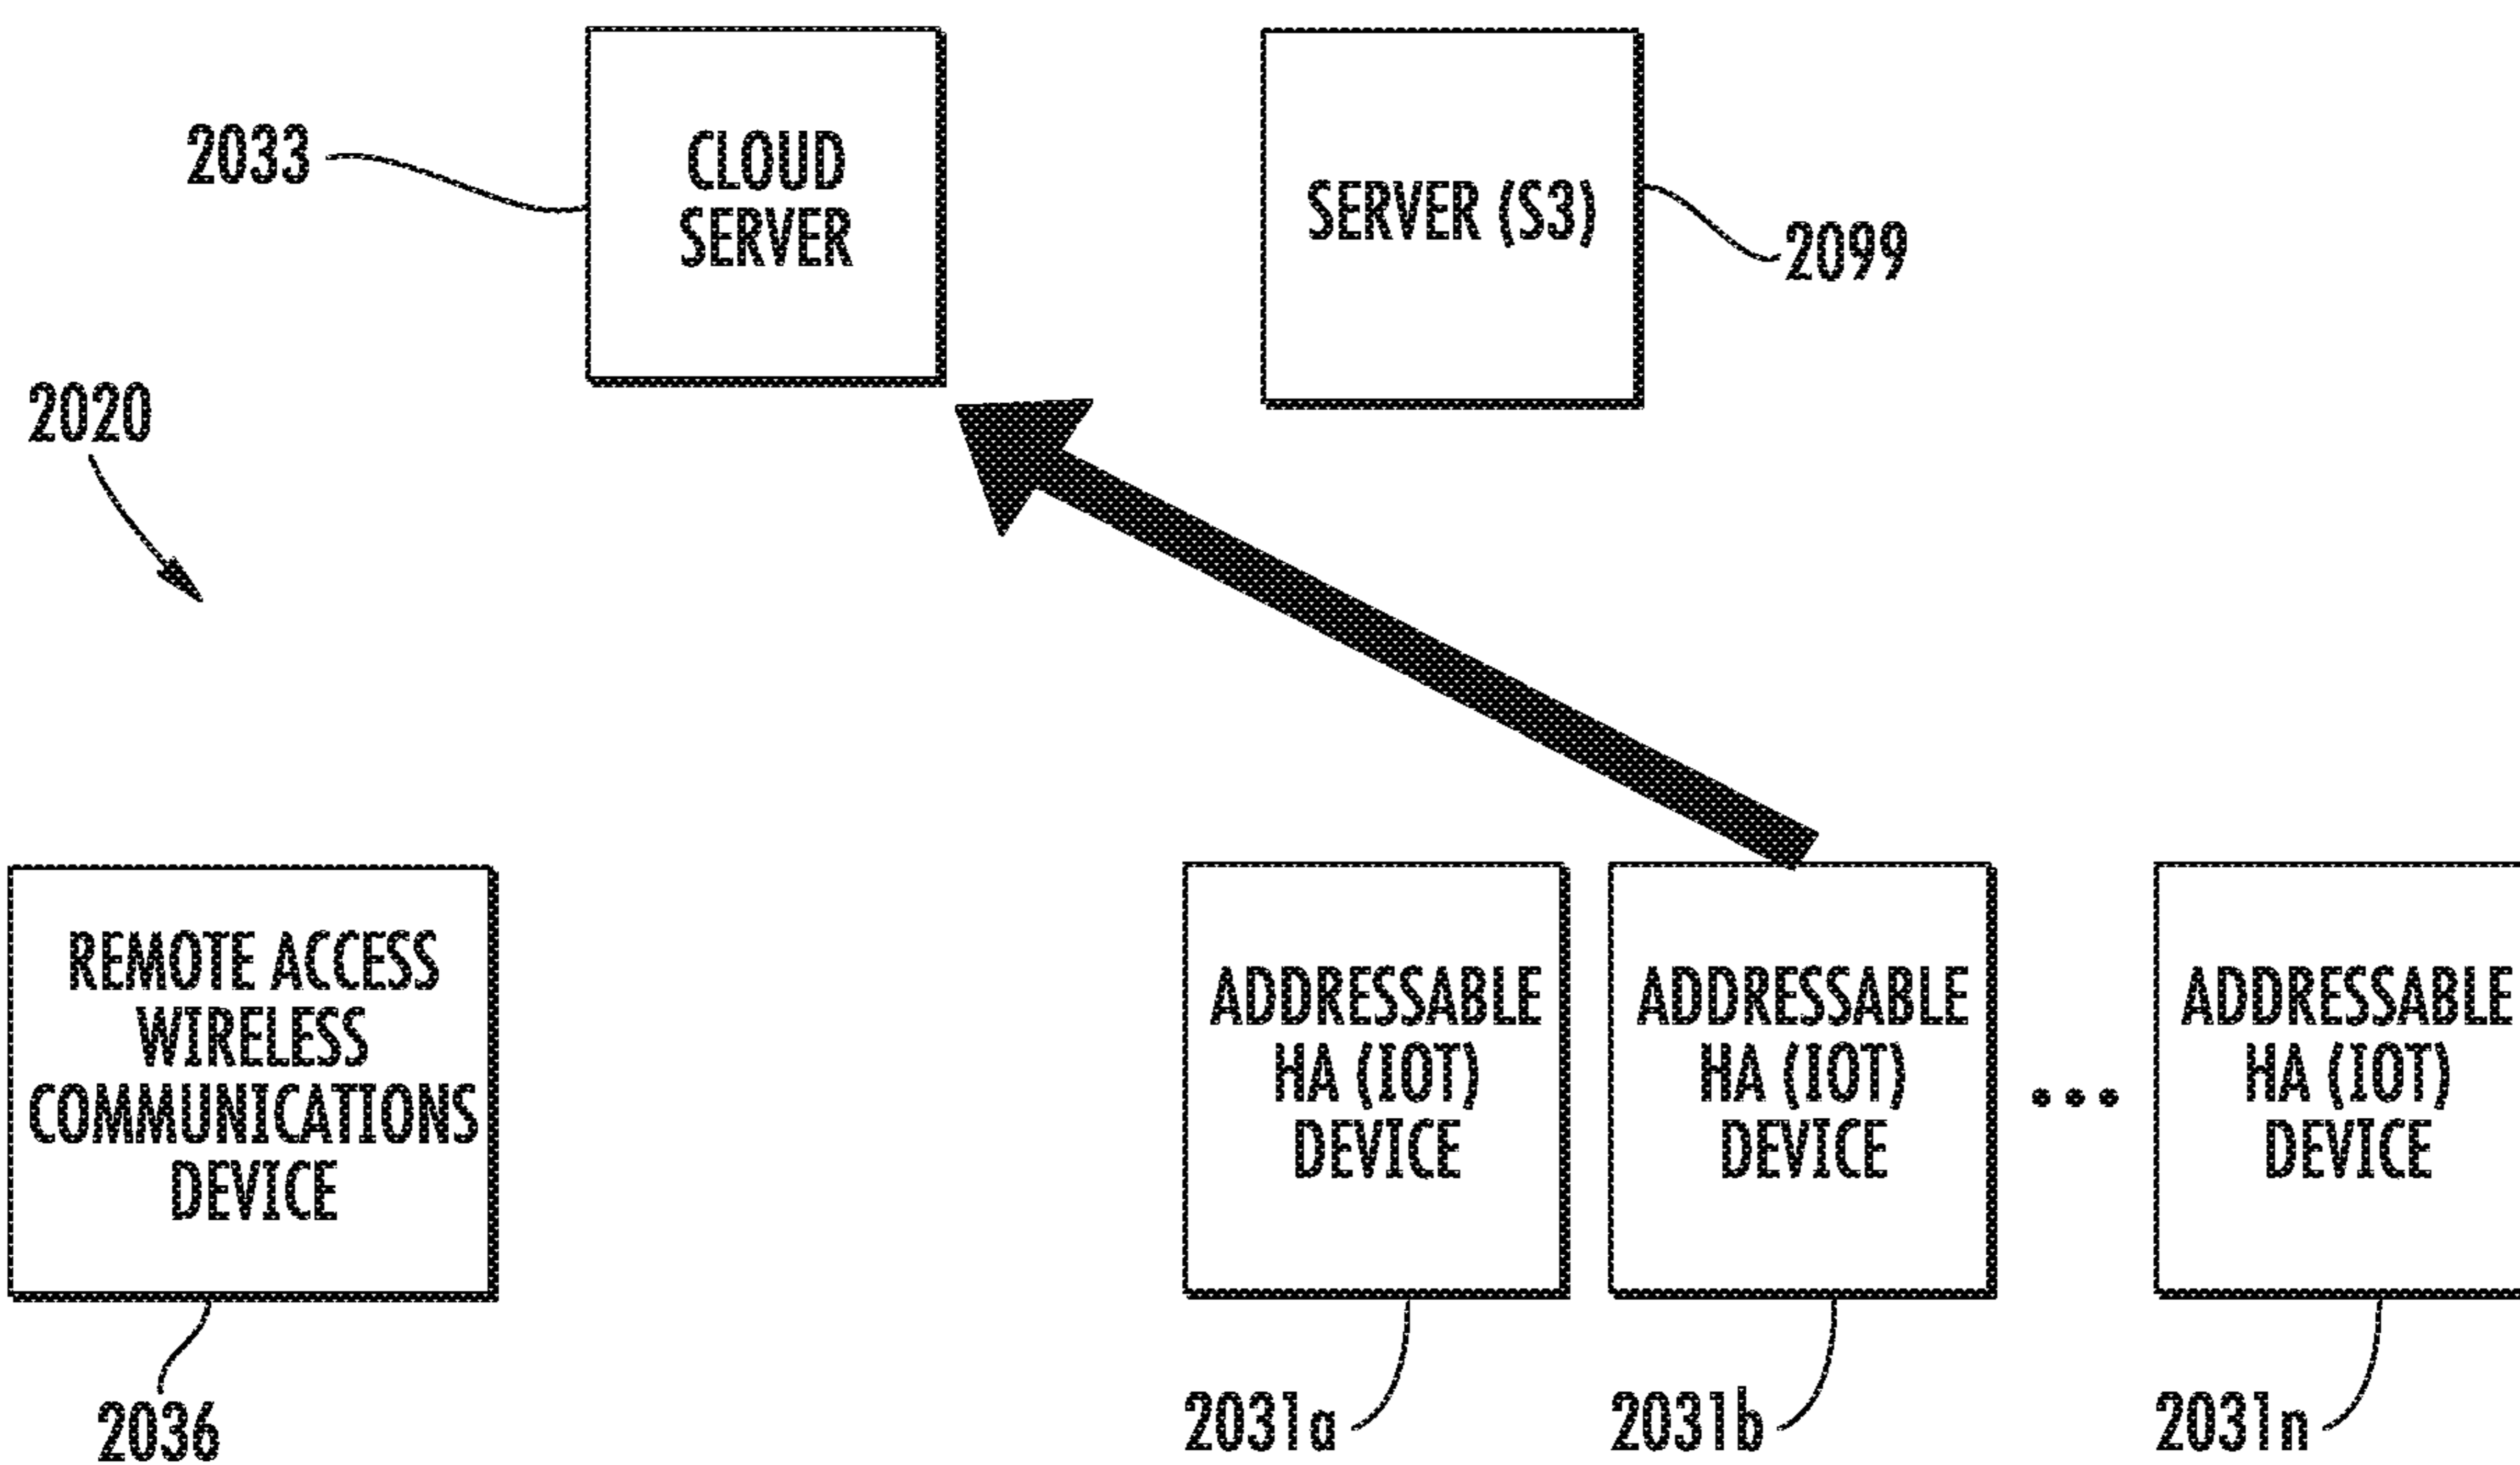 2033
CLOUD
SERVER
SERVER (S3)
2099
2020
REMOTE ACCESS
WIRELESS
COMMUNICATIONS
DEVICE
ADDRESSABLE
HA (IOT)
DEVICE
ADDRESSABLE
HA (IOT)
DEVICE
•••
ADDRESSABLE
HA (IOT)
DEVICE
2036
2031a
2031b
2031n